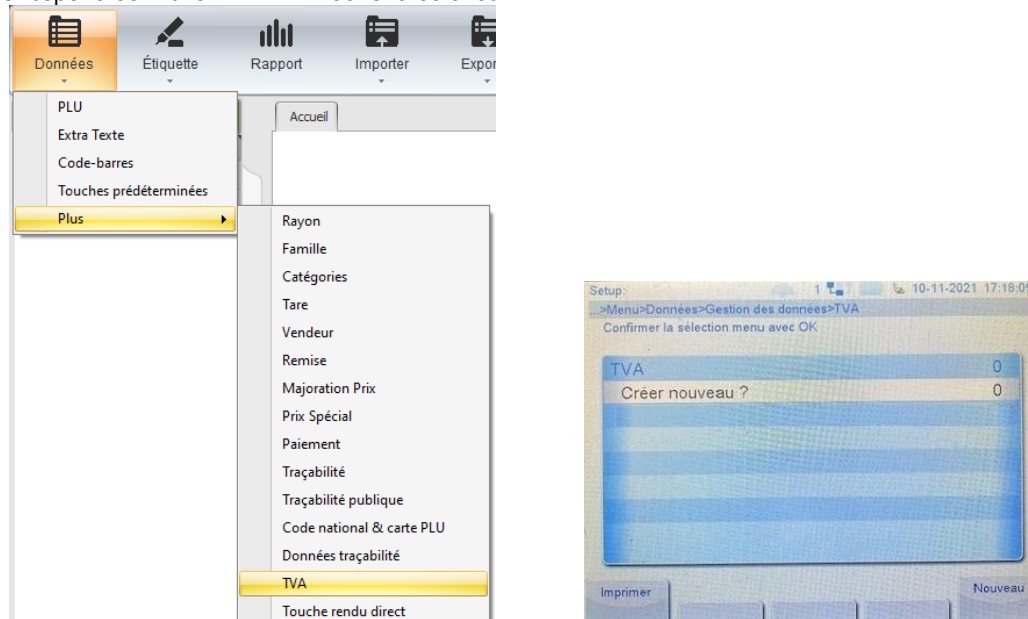 Données Étiquette Rapport Importer Expor
PLU
Extra Texte
Code-barres
Touches prédéterminées
Plus
Accueil
Rayon
Famille
Catégories
Tare
Vendeur
Remise
Majoration Prix
Prix Spécial
Paiement
Traçabilité
Traçabilité publique
Code national & carte PLU
Données traçabilité
TVA
Touche rendu direct
Setup: 1 10-11-2021 17:18:09
...>Menu>Données>Gestion des données>TVA
Confirmer la sélection menu avec OK
TVA 0
Créer nouveau ? 0
Imprimer Nouveau